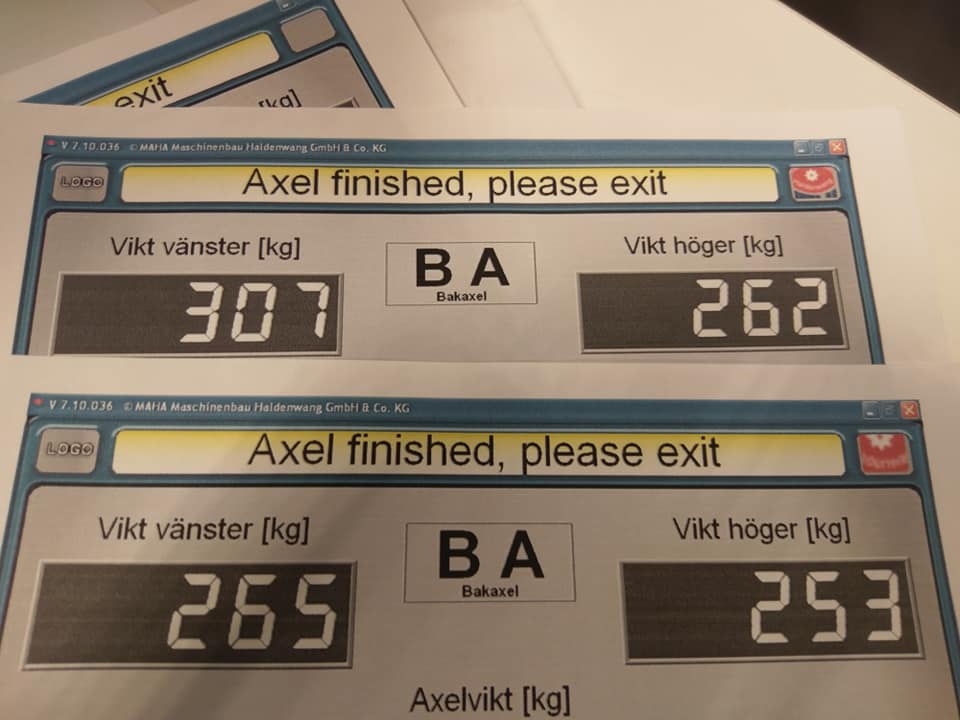 exit
[kg]
V 7.10.036 © MAHA Maschinenbau Haldenwang GmbH & Co. KG
LOGO
Axel finished, please exit
Vikt vänster [kg]
B A
Bakaxel
Vikt höger [kg]
307
262
V 7.10.036 © MAHA Maschinenbau Haldenwang GmbH & Co. KG
LOGO
Axel finished, please exit
Vikt vänster [kg]
B A
Bakaxel
Vikt höger [kg]
265
253
Axelvikt [kg]